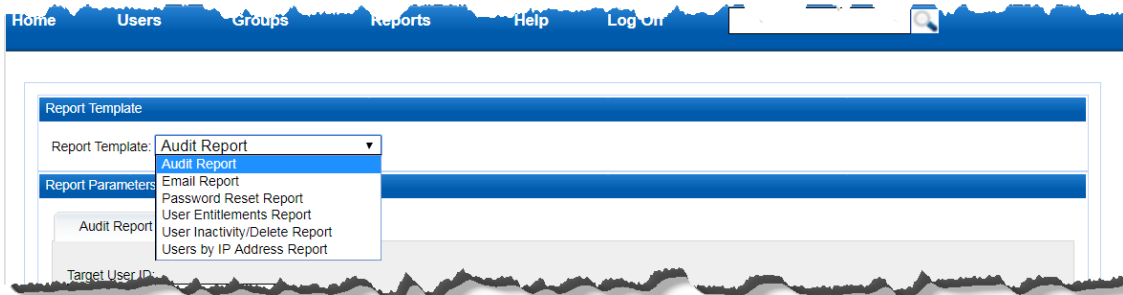 Home Users Groups Reports Help Log Off
Report Template
Report Template: Audit Report
Audit Report
Email Report
Report Parameters
Password Reset Report
User Entitlements Report
Audit Report
User Inactivity/Delete Report
Users by IP Address Report
Target User ID: